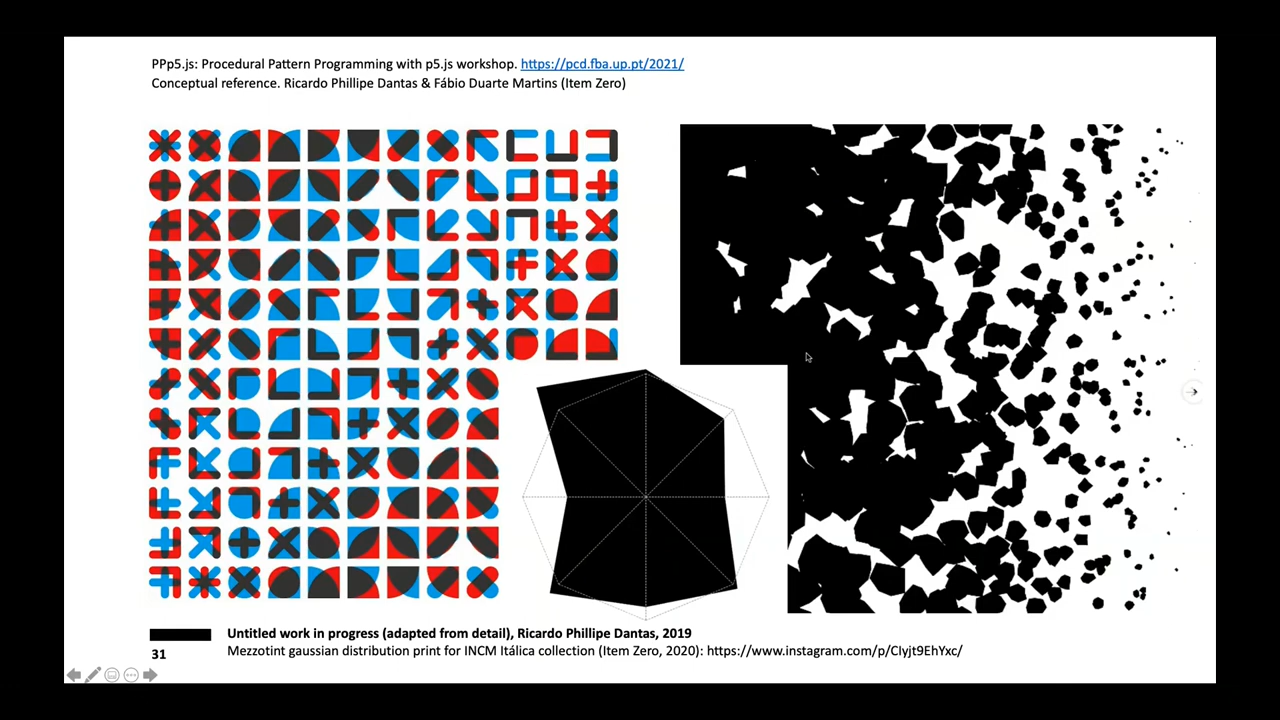 PPp5.js: Procedural Pattern Programming with p5.js workshop. https://pcd.fba.up.pt/2021/
Conceptual reference. Ricardo Phillipe Dantas & Fábio Duarte Martins (Item Zero)
Untitled work in progress (adapted from detail), Ricardo Phillipe Dantas, 2019
31
Mezzotint gaussian distribution print for INCM Itálica collection (Item Zero, 2020): https://www.instagram.com/p/CIyjt9EhYxc/